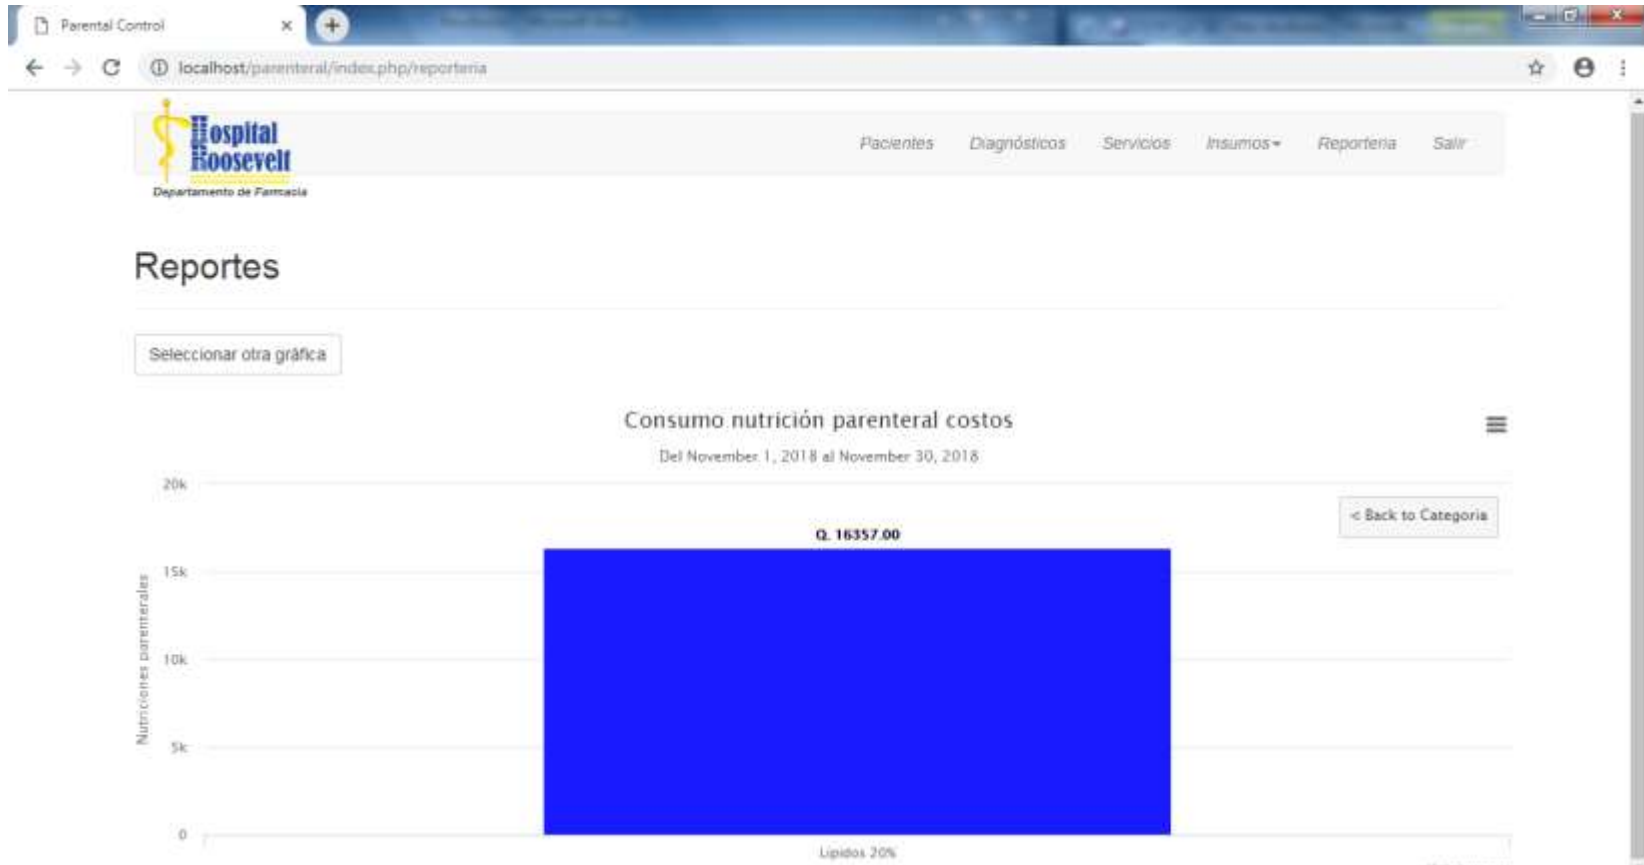 Parental Control
localhost/parenteral/index.php/reporteria
Hospital
Roosevelt
Departamento de Farmacia
Pacientes Diagnósticos Servicios Insumos Reporteria Salir
Reportes
Seleccionar otra gráfica
Consumo nutrición parenteral costos
Del November 1, 2018 al November 30, 2018
< Back to Categoria
Nutriciones parenterales
20k
15k
10k
5k
0
Q. 16357.00
Lipidos 20%